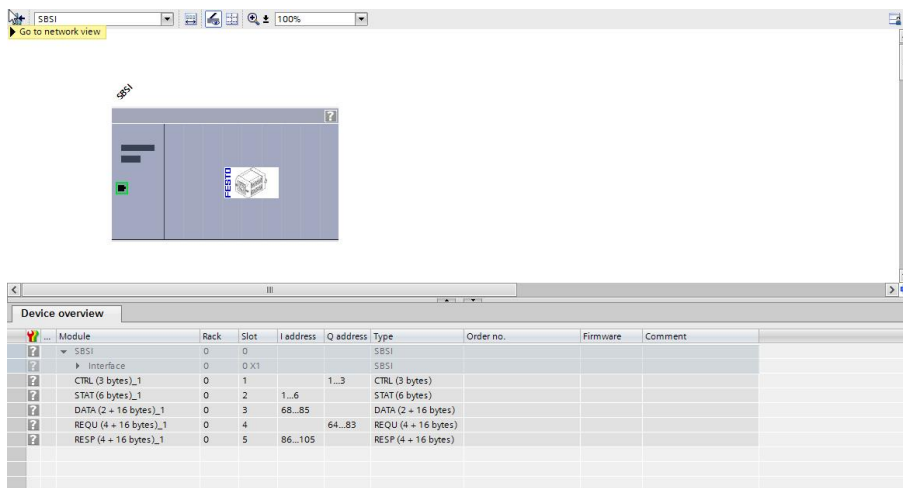 SBSI 100%
Go to network view
SBSI
?
FESTO
Device overview
... Module Rack Slot I address Q address Type Order no. Firmware Comment
? SBSI 0 0 SBSI
? Interface 0 0 X1 SBSI
? CTRL (3 bytes)_1 0 1 1...3 CTRL (3 bytes)
? STAT (6 bytes)_1 0 2 1...6 STAT (6 bytes)
? DATA (2 + 16 bytes)_1 0 3 68...85 DATA (2 + 16 bytes)
? REQU (4 + 16 bytes)_1 0 4 64...83 REQU (4 + 16 bytes)
? RESP (4 + 16 bytes)_1 0 5 86...105 RESP (4 + 16 bytes)